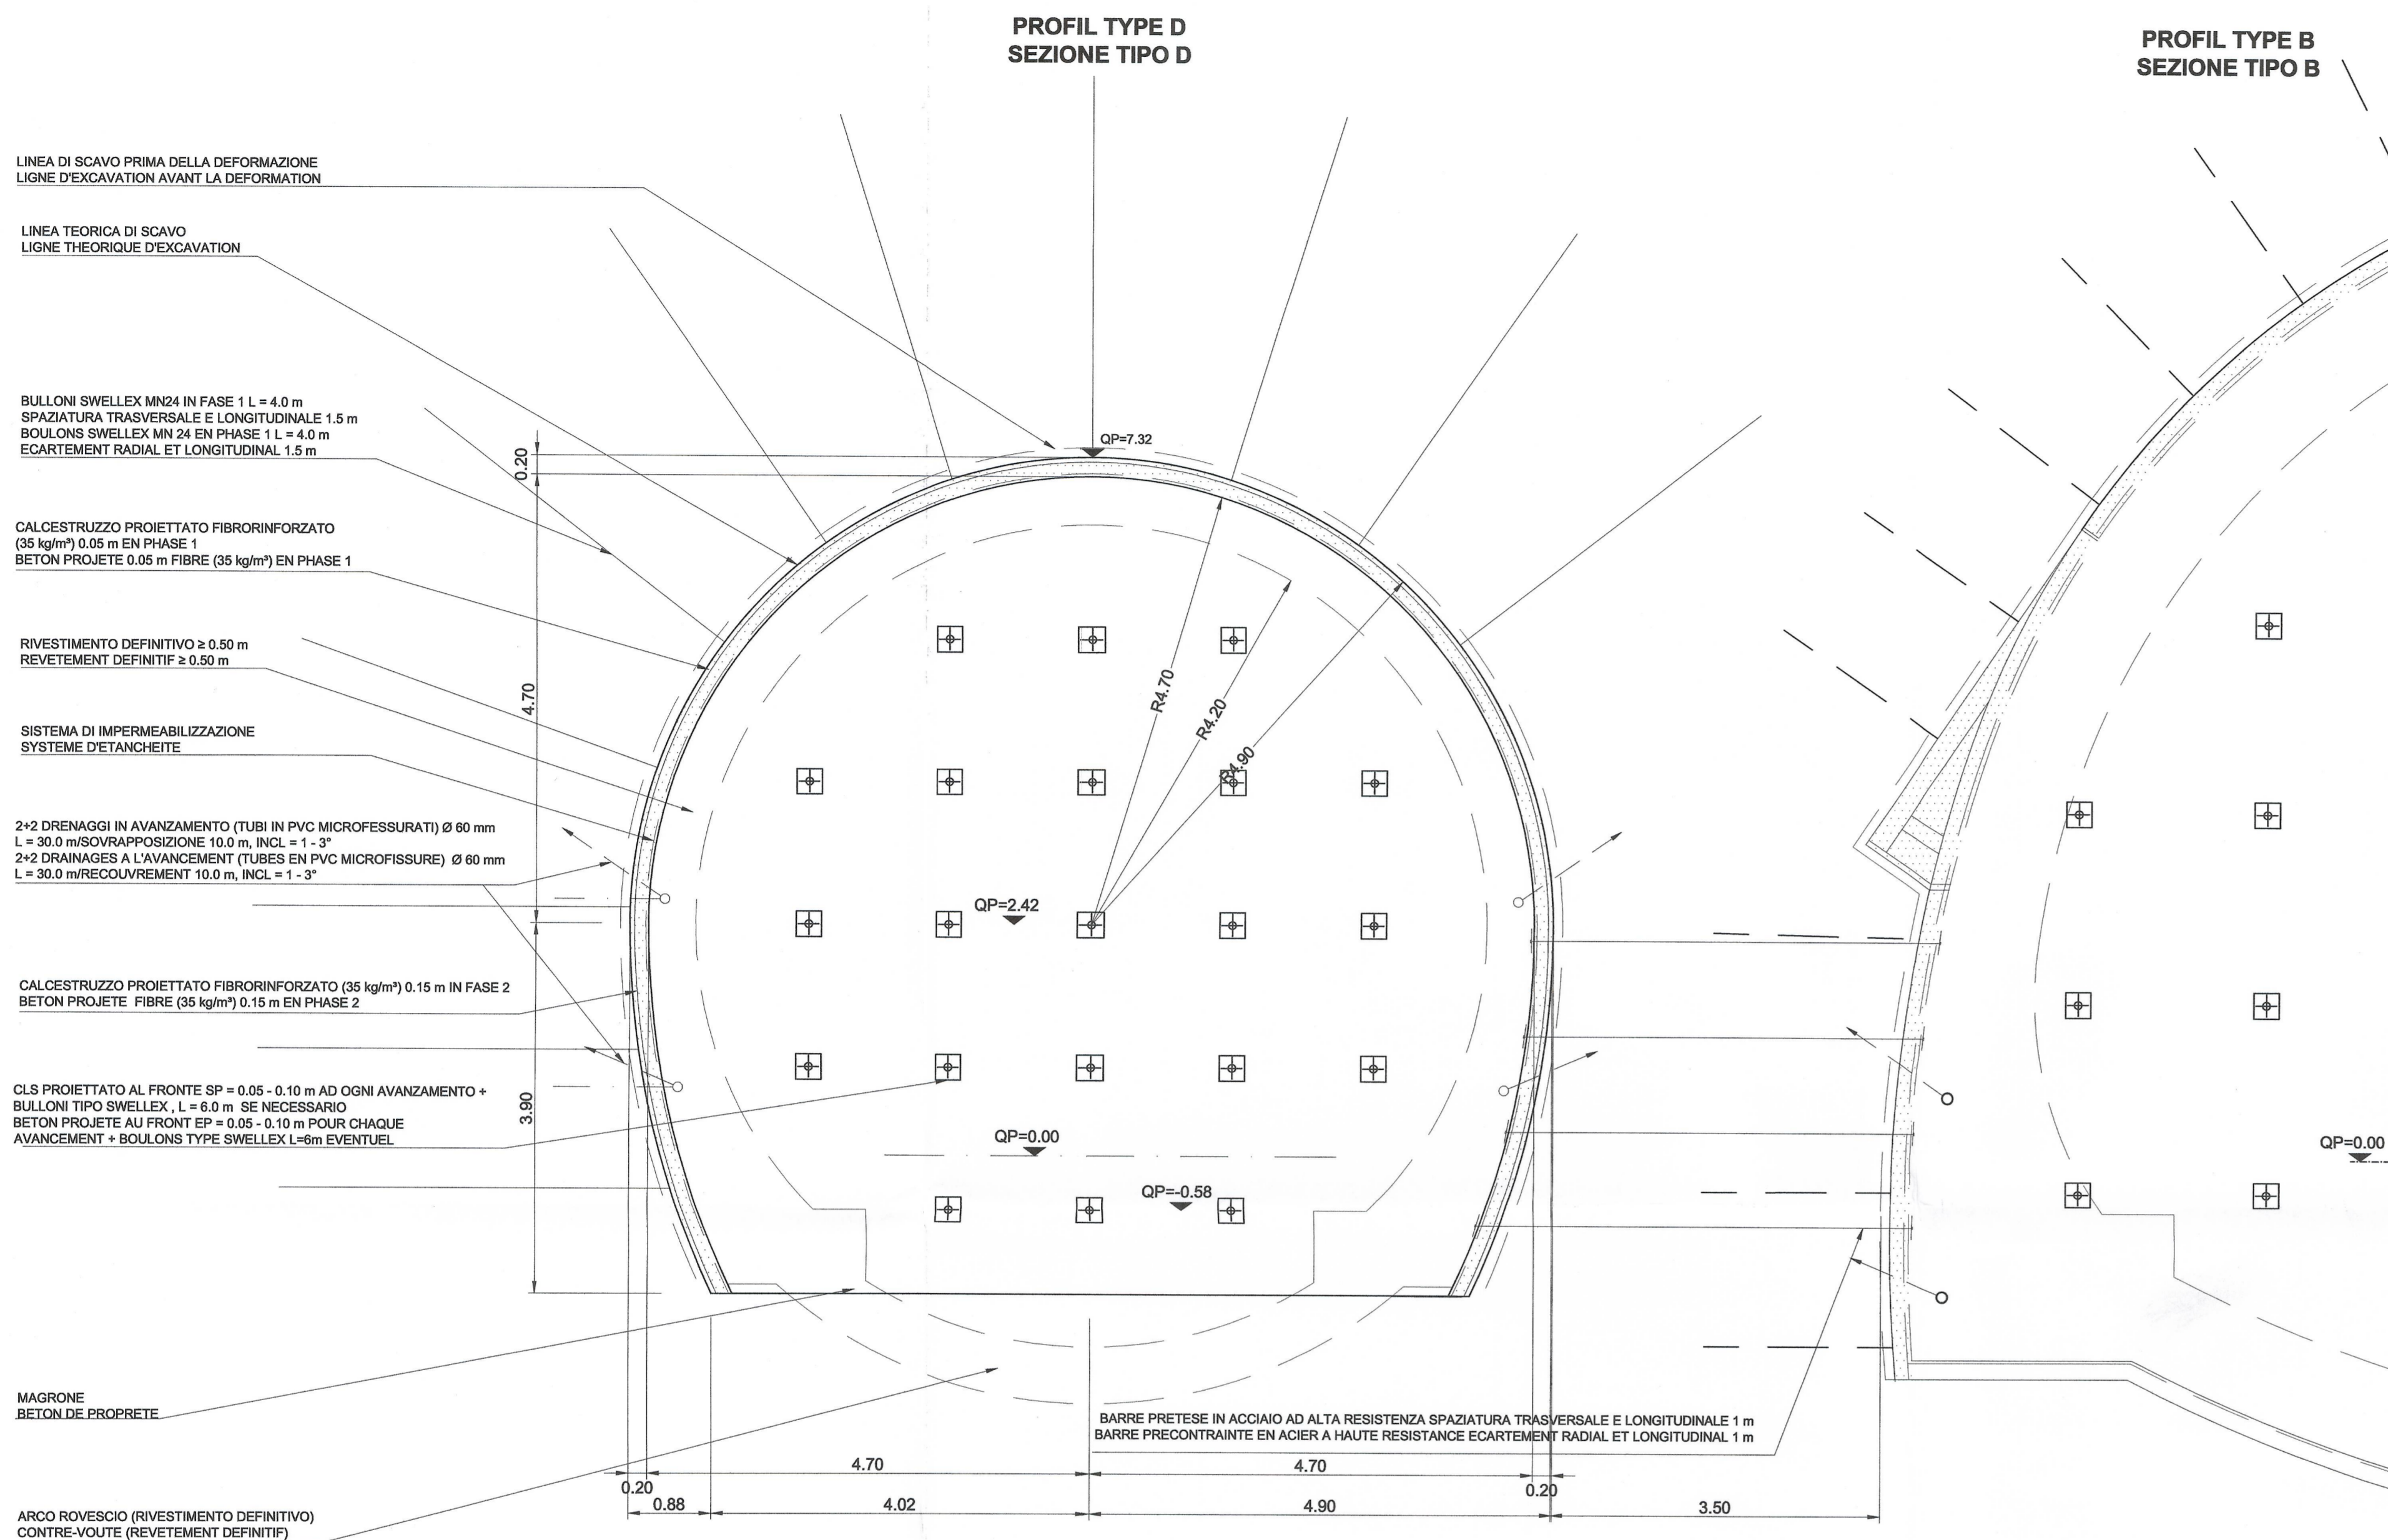 PROFIL TYPE D
SEZIONE TIPO D
PROFIL TYPE B
SEZIONE TIPO B
LINEA DI SCAVO PRIMA DELLA DEFORMAZIONE
LIGNE D'EXCAVATION AVANT LA DEFORMATION
LINEA TEORICA DI SCAVO
LIGNE THEORIQUE D'EXCAVATION
BULLONI SWELLEX MN24 IN FASE 1 L = 4.0 m
SPAZIATURA TRASVERSALE E LONGITUDINALE 1.5 m
BOULONS SWELLEX MN 24 EN PHASE 1 L = 4.0 m
ECARTEMENT RADIAL ET LONGITUDINAL 1.5 m
CALCESTRUZZO PROIETTATO FIBRORINFORZATO
(35 kg/m³) 0.05 m EN PHASE 1
BETON PROJETE 0.05 m FIBRE (35 kg/m³) EN PHASE 1
RIVESTIMENTO DEFINITIVO ≥ 0.50 m
REVETEMENT DEFINITIF ≥ 0.50 m
SISTEMA DI IMPERMEABILIZZAZIONE
SYSTEME D'ETANCHEITE
2+2 DRENAGGI IN AVANZAMENTO (TUBI IN PVC MICROFESSURATI) Ø 60 mm
L = 30.0 m/SOVRAPPOSIZIONE 10.0 m, INCL = 1 - 3°
2+2 DRAINAGES A L'AVANCEMENT (TUBES EN PVC MICROFISSURE) Ø 60 mm
L = 30.0 m/RECOUVREMENT 10.0 m, INCL = 1 - 3°
CALCESTRUZZO PROIETTATO FIBRORINFORZATO (35 kg/m³) 0.15 m IN FASE 2
BETON PROJETE FIBRE (35 kg/m³) 0.15 m EN PHASE 2
CLS PROIETTATO AL FRONTE SP = 0.05 - 0.10 m AD OGNI AVANZAMENTO +
BULLONI TIPO SWELLEX , L = 6.0 m SE NECESSARIO
BETON PROJETE AU FRONT EP = 0.05 - 0.10 m POUR CHAQUE
AVANCEMENT + BOULONS TYPE SWELLEX L=6m EVENTUEL
MAGRONE
BETON DE PROPRETE
ARCO ROVESCIO (RIVESTIMENTO DEFINITIVO)
CONTRE-VOUTE (REVETEMENT DEFINITIF)
0.20
4.70
3.90
QP=7.32
R4.70
R4.20
R4.90
QP=2.42
QP=0.00
QP=-0.58
QP=0.00
BARRE PRETESE IN ACCIAIO AD ALTA RESISTENZA SPAZIATURA TRASVERSALE E LONGITUDINALE 1 m
BARRE PRECONTRAINTE EN ACIER A HAUTE RESISTANCE ECARTEMENT RADIAL ET LONGITUDINAL 1 m
4.70
4.70
0.20
0.20
0.88
4.02
4.90
3.50